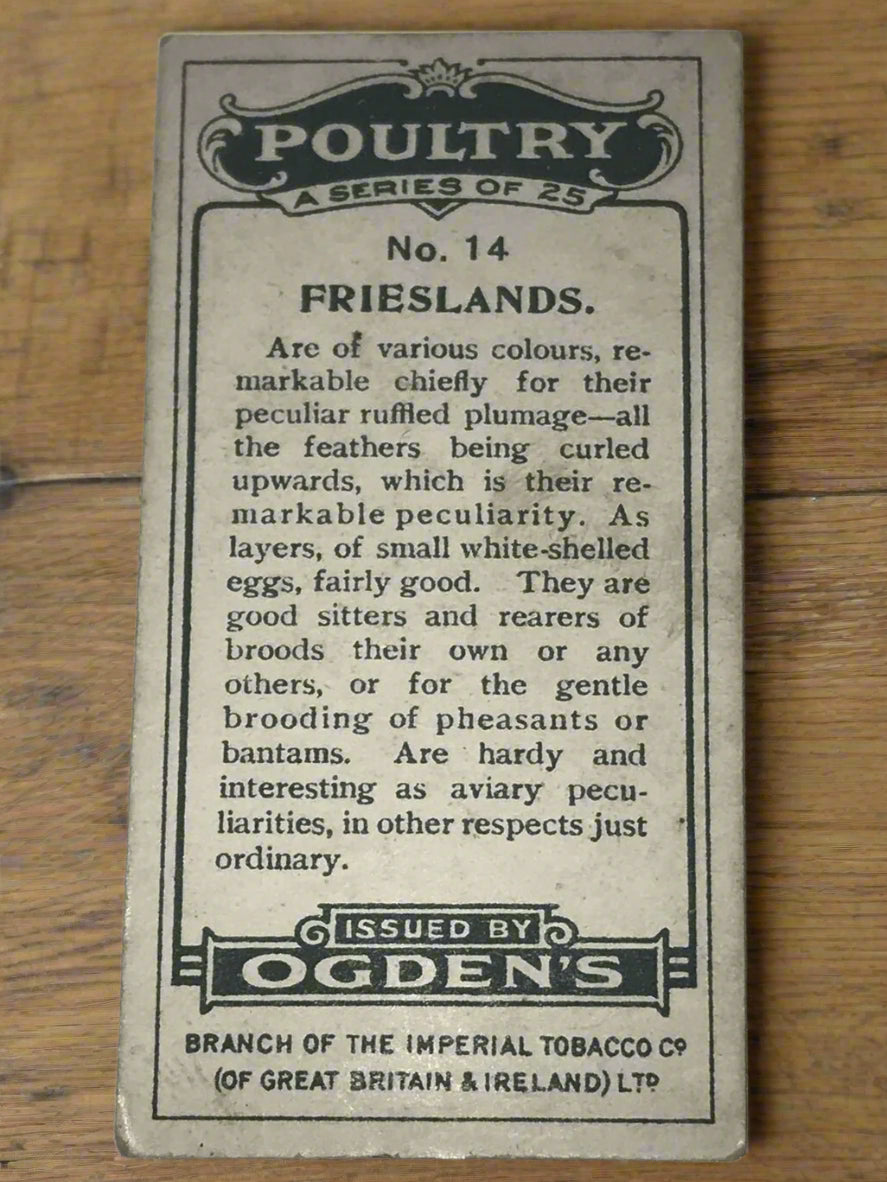 POULTRY
A SERIES OF 25
No. 14
FRIESLANDS.
Are of various colours, re-
markable chiefly for their
peculiar ruffled plumage—all
the feathers being curled
upwards, which is their re-
markable peculiarity. As
layers, of small white-shelled
eggs, fairly good. They are
good sitters and rearers of
broods their own or any
others, or for the gentle
brooding of pheasants or
bantams. Are hardy and
interesting as aviary pecu-
liarities, in other respects just
ordinary.
ISSUED BY
OGDEN'S
BRANCH OF THE IMPERIAL TOBACCO Cº
(OF GREAT BRITAIN & IRELAND) LTD